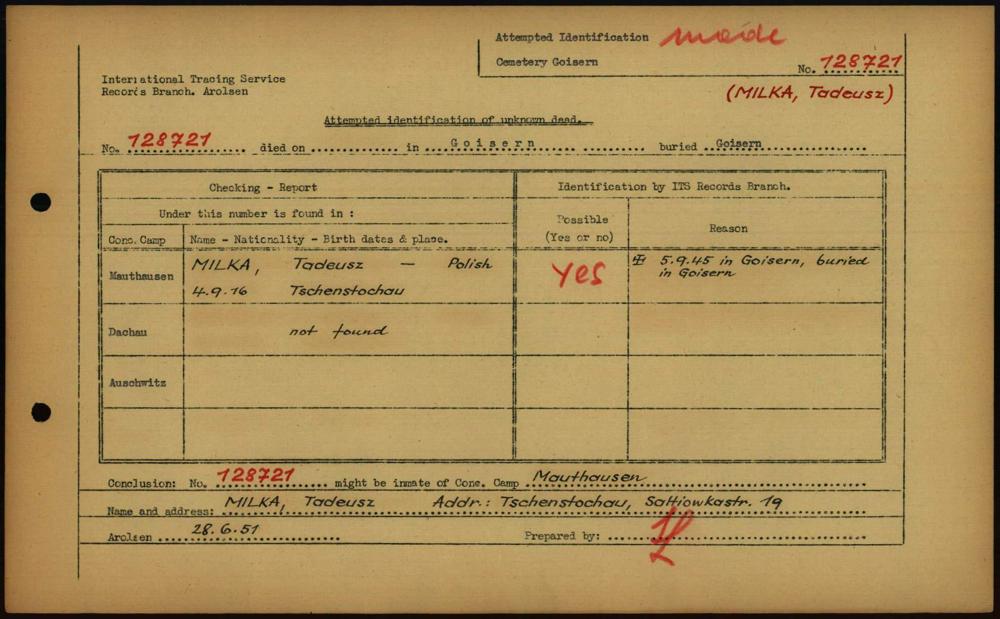 Attempted Identification made
Cemetery Goisern
No. 128721
International Tracing Service
Records Branch. Arolsen
(MILKA, Tadeusz)
Attempted identification of unknown dead.
No. 128721 died on ............ in ... Goisern ............ buried Goisern ............
Checking - Report
Identification by ITS Records Branch.
Under this number is found in :
Possible
(Yes or no)
Reason
Conc. Camp
Name - Nationality - Birth dates & place.
Mauthausen
MILKA, Tadeusz — Polish
4.9.16 Tschenstochau
yes
5.9.45 in Goisern, buried
in Goisern
Dachau
not found
Auschwitz
Conclusion: No. 128721 might be inmate of Conc. Camp Mauthausen
Name and address: MILKA, Tadeusz Addr.: Tschenstochau, Sattiowkastr. 19
Arolsen 28.6.51 Prepared by: